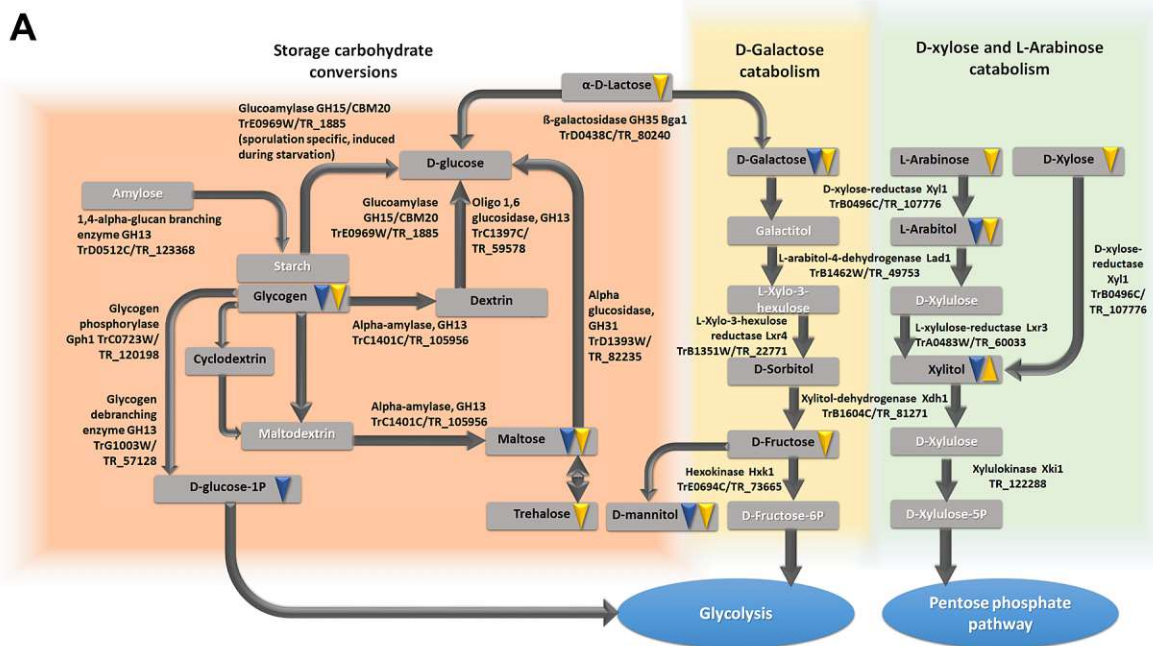 A
Storage carbohydrate
conversions
D-Galactose
catabolism
D-xylose and L-Arabinose
catabolism
α-D-Lactose
Glucoamylase GH15/CBM20
TrE0969W/TR_1885
(sporulation specific, induced
during starvation)
ß-galactosidase GH35 Bga1
TrD0438C/TR_80240
D-glucose
D-Galactose
L-Arabinose
D-Xylose
Amylose
1,4-alpha-glucan branching
enzyme GH13
TrD0512C/TR_123368
Glucoamylase
GH15/CBM20
TrE0969W/TR_1885
Oligo 1,6
glucosidase, GH13
TrC1397C/
TR_59578
D-xylose-reductase Xyl1
TrB0496C/TR_107776
Galactitol
L-Arabitol
Starch
L-arabitol-4-dehydrogenase Lad1
TrB1462W/TR_49753
D-xylose-
reductase
Xyl1
TrB0496C/
TR_107776
Glycogen
Dextrin
L-Xylo-3-
hexulose
D-Xylulose
Glycogen
phosphorylase
Gph1 TrC0723W/
TR_120198
Alpha-amylase, GH13
TrC1401C/TR_105956
Alpha
glucosidase,
GH31
TrD1393W/
TR_82235
L-Xylo-3-hexulose
reductase Lxr4
TrB1351W/TR_22771
L-xylulose-reductase Lxr3
TrA0483W/TR_60033
Cyclodextrin
D-Sorbitol
Xylitol
Glycogen
debranching
enzyme GH13
TrG1003W/
TR_57128
Alpha-amylase, GH13
TrC1401C/TR_105956
Xylitol-dehydrogenase Xdh1
TrB1604C/TR_81271
Maltodextrin
Maltose
D-Fructose
D-Xylulose
Hexokinase Hxk1
TrE0694C/TR_73665
Xylulokinase Xki1
TR_122288
D-glucose-1P
Trehalose
D-mannitol
D-Fructose-6P
D-Xylulose-5P
Glycolysis
Pentose phosphate
pathway